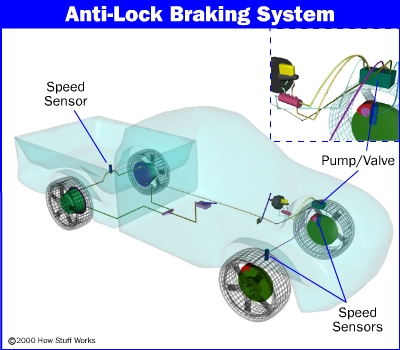 Anti-Lock Braking System
Speed
Sensor
Pump/Valve
Speed
Sensors
©2000 How Stuff Works